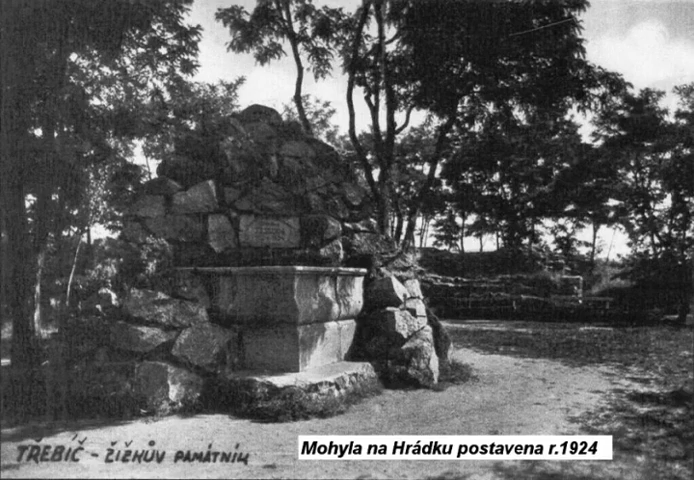 TŘEBÍČ - ŽIŽKŮV PAMÁTNÍK
Mohyla na Hrádku postavena r.1924